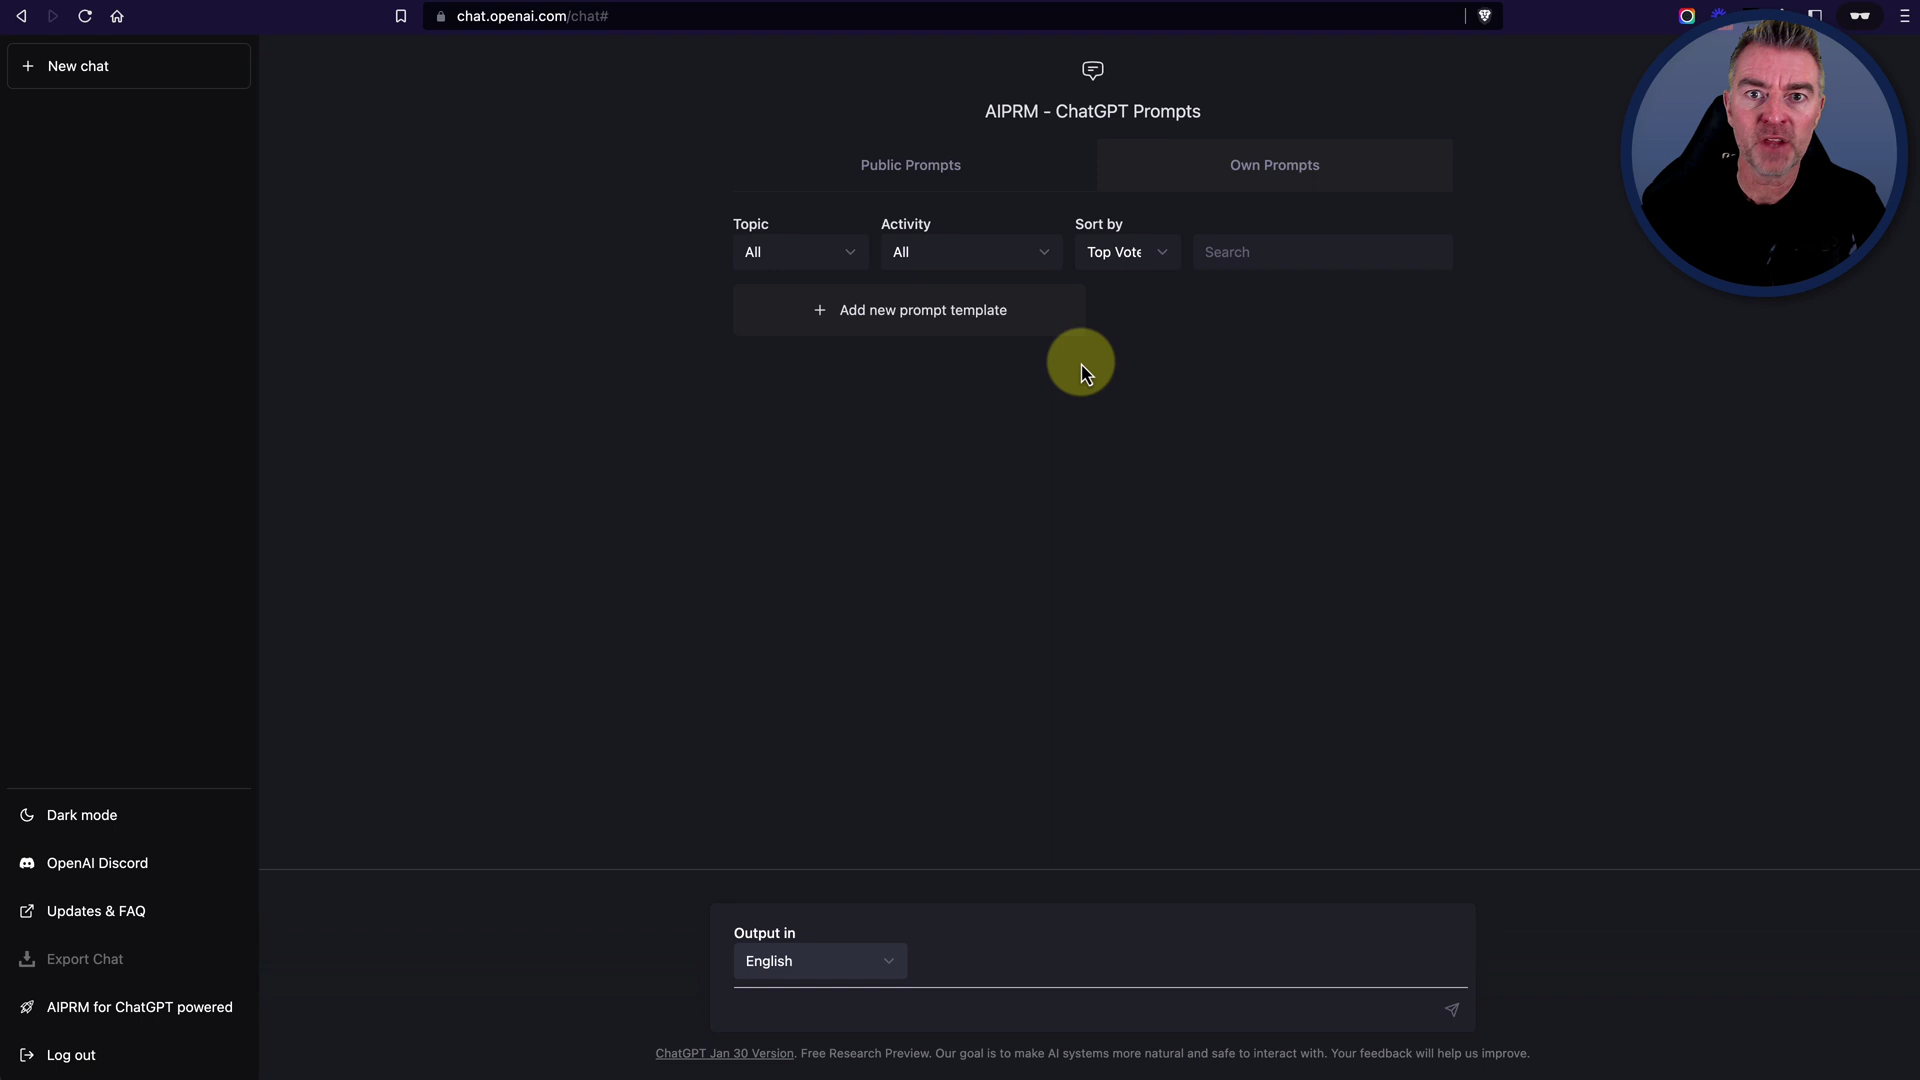 chat.openai.com/chat#
New chat
AIPRM - ChatGPT Prompts
Public Prompts
Own Prompts
Topic
Activity
Sort by
All
All
Top Vote
Search
Add new prompt template
Dark mode
OpenAI Discord
Updates & FAQ
Export Chat
AIPRM for ChatGPT powered
Log out
Output in
English
ChatGPT Jan 30 Version. Free Research Preview. Our goal is to make AI systems more natural and safe to interact with. Your feedback will help us improve.